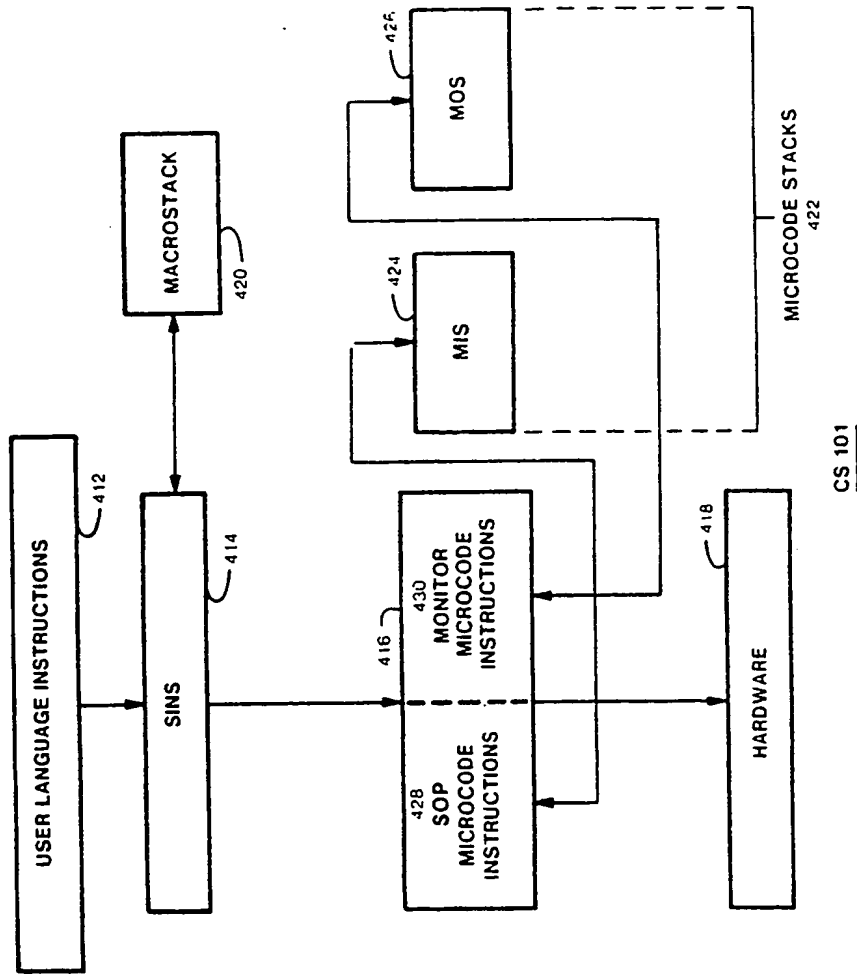 USER LANGUAGE INSTRUCTIONS
412
SINS
414
MACROSTACK
420
416
428
SOP
MICROCODE
INSTRUCTIONS
430
MONITOR
MICROCODE
INSTRUCTIONS
MIS
424
MOS
426
MICROCODE STACKS
422
HARDWARE
418
CS 101